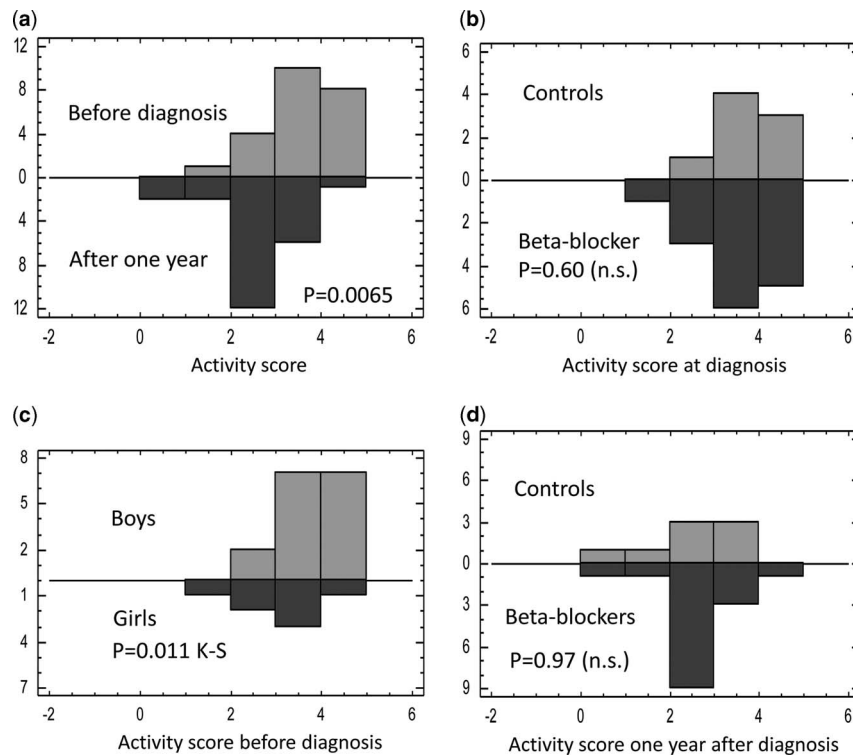 (a)
12
8
4
0
4
8
12
Before diagnosis
After one year
P=0.0065
-2 0 2 4 6
Activity score
(b)
6
4
2
0
2
4
6
Controls
Beta-blocker
P=0.60 (n.s.)
-2 0 2 4 6
Activity score at diagnosis
(c)
8
5
2
1
4
7
Boys
Girls
P=0.011 K-S
-2 0 2 4 6
Activity score before diagnosis
(d)
9
6
3
0
3
6
9
Controls
Beta-blockers
P=0.97 (n.s.)
-2 0 2 4 6
Activity score one year after diagnosis